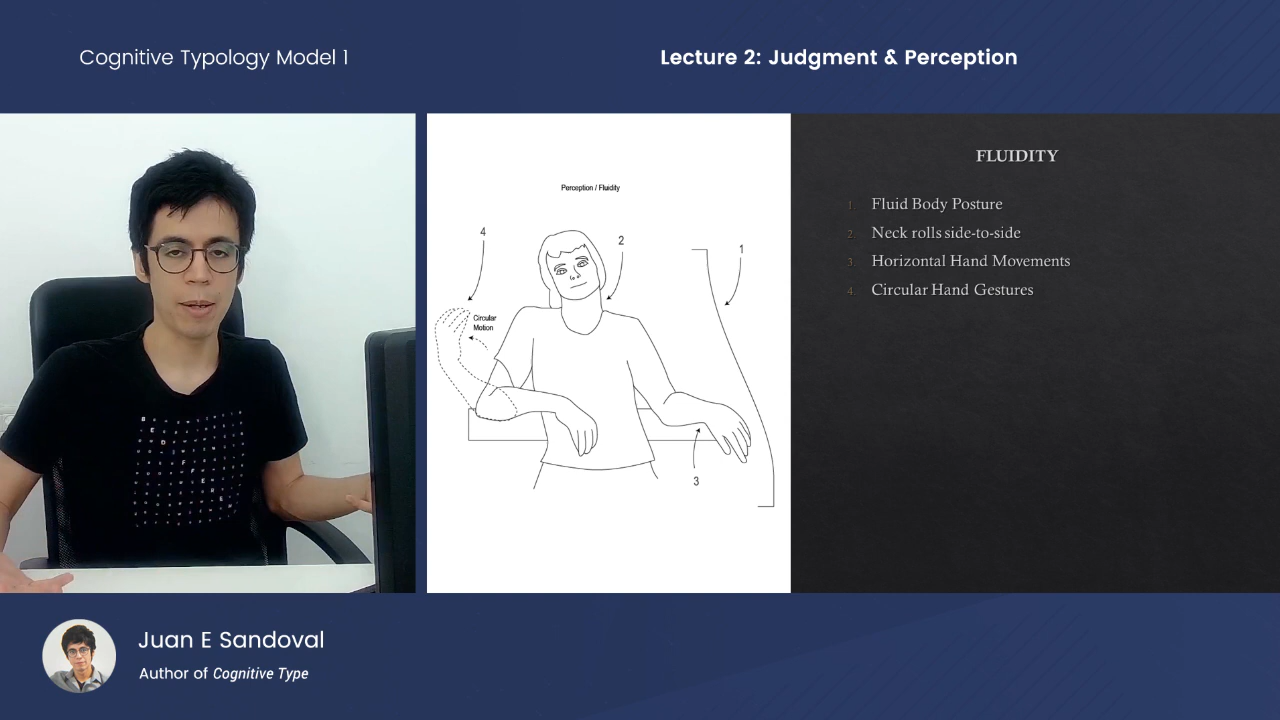 Cognitive Typology Model 1
Lecture 2: Judgment & Perception
Perception / Fluidity
4
2
1
Circular
Motion
3
FLUIDITY
1. Fluid Body Posture
2. Neck rolls side-to-side
3. Horizontal Hand Movements
4. Circular Hand Gestures
Juan E Sandoval
Author of Cognitive Type